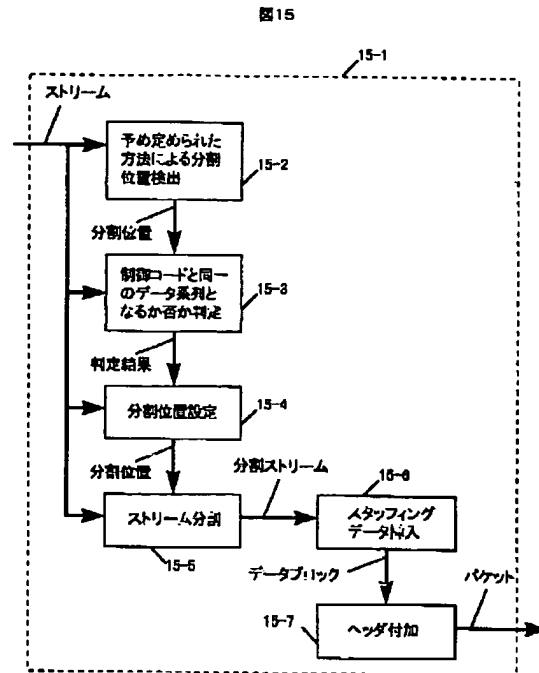 図15
15-1
ストリーム
予め定められた
方法による分割
位置検出
15-2
分割位置
制御コードと同一
のデータ系列と
なるか否か判定
15-3
判定結果
分割位置設定
15-4
分割位置
分割ストリーム
15-6
ストリーム分割
15-5
スタッフィング
データ挿入
データブロック
パケット
15-7
ヘッダ付加